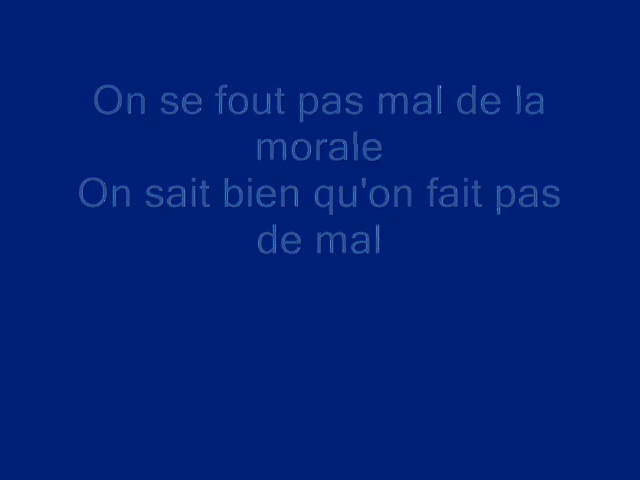 On se fout pas mal de la
morale
On sait bien qu'on fait pas
de mal